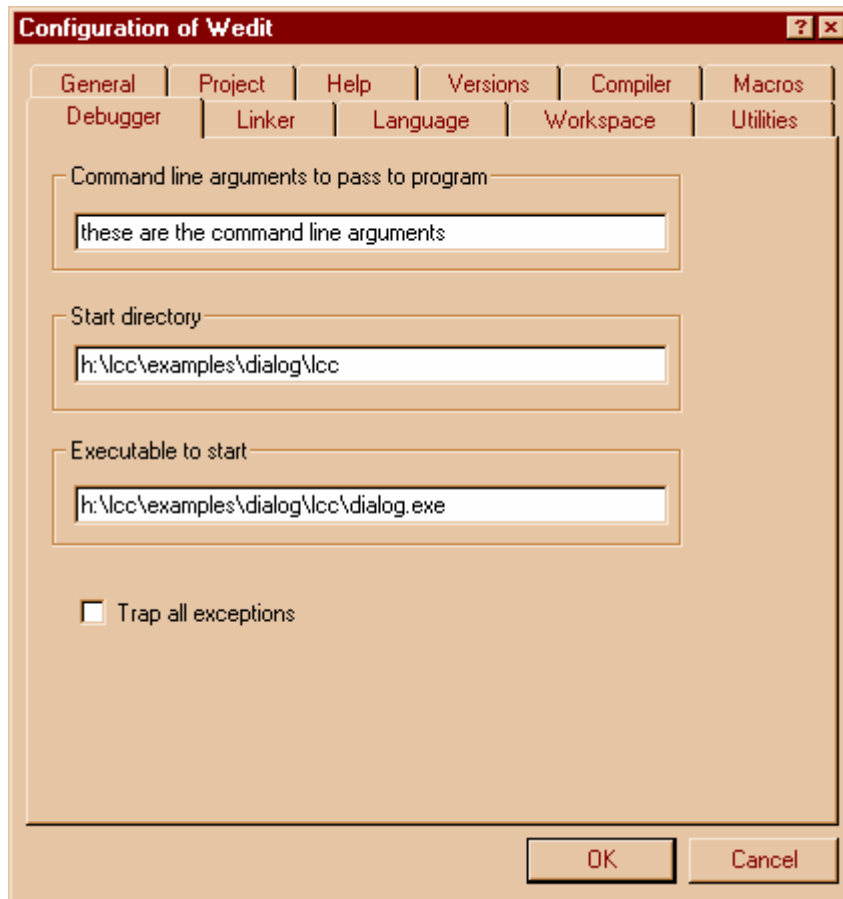 Configuration of Wedit
General Project Help Versions Compiler Macros
Debugger Linker Language Workspace Utilities
Command line arguments to pass to program
these are the command line arguments
Start directory
h:\lcc\examples\dialog\lcc
Executable to start
h:\lcc\examples\dialog\lcc\dialog.exe
Trap all exceptions
OK Cancel